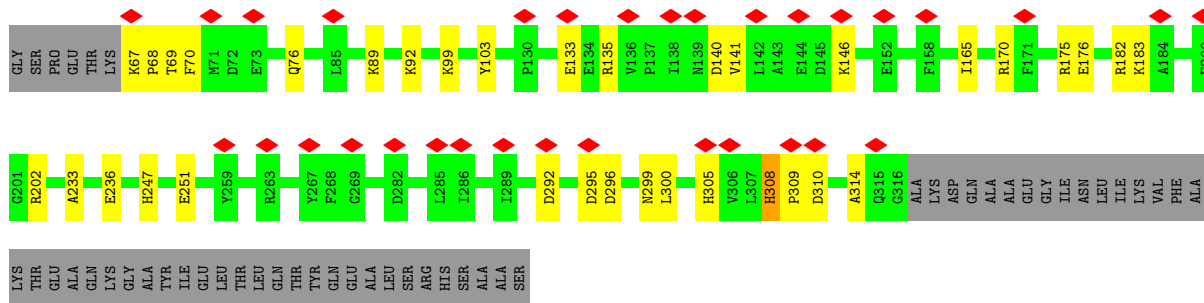 GLY SER PRO GLU THR LYS K67 P68 T69 F70 M71 D72 E73 Q76 L85 K89 K92 K99 Y103 P130 E133 E134 R135 V136 P137 I138 N139 D140 V141 L142 A143 E144 D145 K146 E152 F158 I165 R170 F171 R175 E176 R182 K183 A184
G201 R202 A233 E236 H247 E251 Y259 R263 Y267 F268 G269 D282 L285 I286 I289 D292 D295 D296 N299 L300 H305 V306 L307 H308 P309 D310 A314 Q315 G316 ALA LYS ASP GLN ALA ALA GLU GLY ILE ASN LEU ILE LYS VAL PHE ALA
LYS THR GLU ALA GLN LYS GLY ALA TYR ILE GLU LEU THR LEU GLN THR TYR GLN GLU ALA LEU SER ARG HIS SER ALA ALA SER